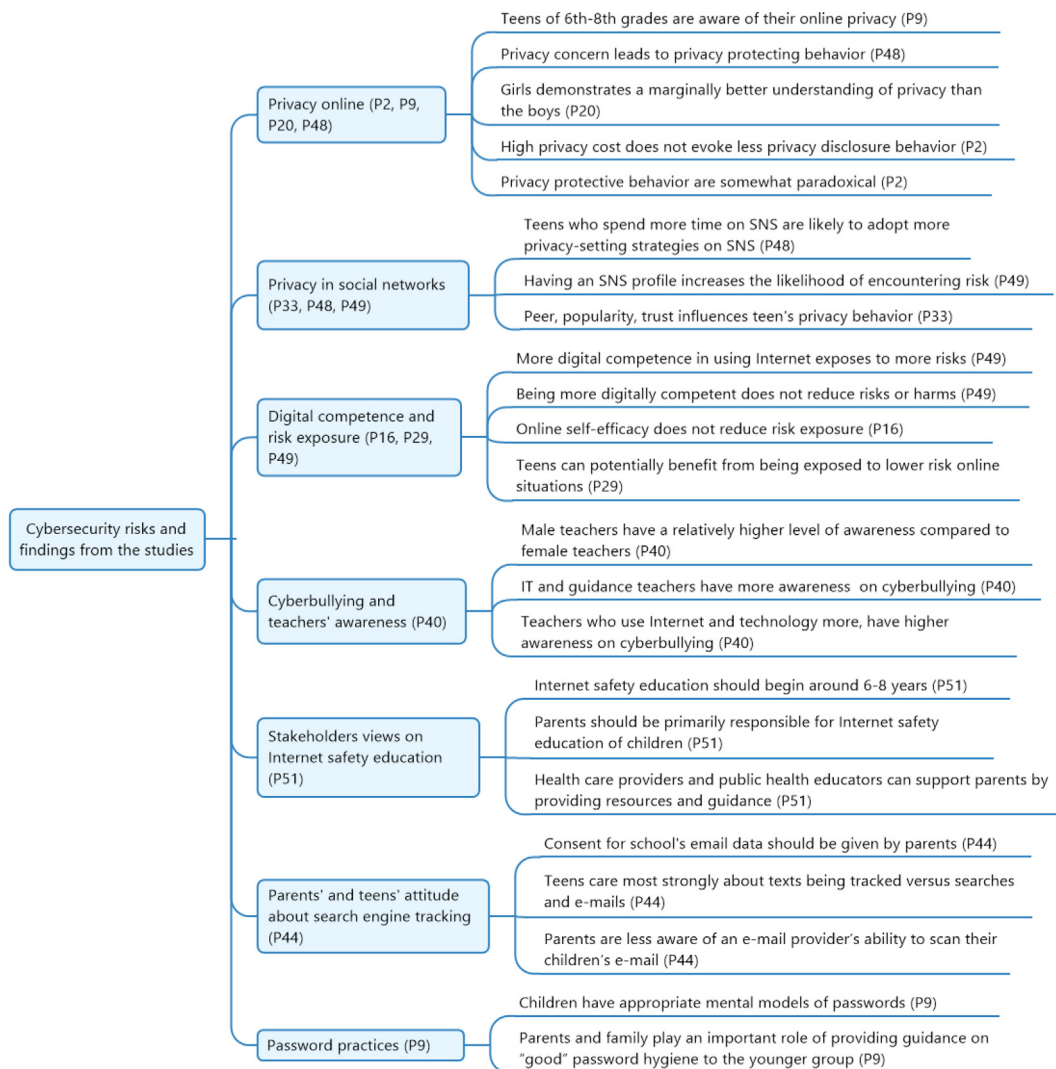 Cybersecurity risks and
findings from the studies
Privacy online (P2, P9,
P20, P48)
Teens of 6th-8th grades are aware of their online privacy (P9)
Privacy concern leads to privacy protecting behavior (P48)
Girls demonstrates a marginally better understanding of privacy than
the boys (P20)
High privacy cost does not evoke less privacy disclosure behavior (P2)
Privacy protective behavior are somewhat paradoxical (P2)
Privacy in social networks
(P33, P48, P49)
Teens who spend more time on SNS are likely to adopt more
privacy-setting strategies on SNS (P48)
Having an SNS profile increases the likelihood of encountering risk (P49)
Peer, popularity, trust influences teen's privacy behavior (P33)
Digital competence and
risk exposure (P16, P29,
P49)
More digital competence in using Internet exposes to more risks (P49)
Being more digitally competent does not reduce risks or harms (P49)
Online self-efficacy does not reduce risk exposure (P16)
Teens can potentially benefit from being exposed to lower risk online
situations (P29)
Cyberbullying and
teachers' awareness (P40)
Male teachers have a relatively higher level of awareness compared to
female teachers (P40)
IT and guidance teachers have more awareness on cyberbullying (P40)
Teachers who use Internet and technology more, have higher
awareness on cyberbullying (P40)
Stakeholders views on
Internet safety education
(P51)
Internet safety education should begin around 6-8 years (P51)
Parents should be primarily responsible for Internet safety
education of children (P51)
Health care providers and public health educators can support parents by
providing resources and guidance (P51)
Parents' and teens' attitude
about search engine tracking
(P44)
Consent for school's email data should be given by parents (P44)
Teens care most strongly about texts being tracked versus searches
and e-mails (P44)
Parents are less aware of an e-mail provider's ability to scan their
children's e-mail (P44)
Password practices (P9)
Children have appropriate mental models of passwords (P9)
Parents and family play an important role of providing guidance on
"good" password hygiene to the younger group (P9)